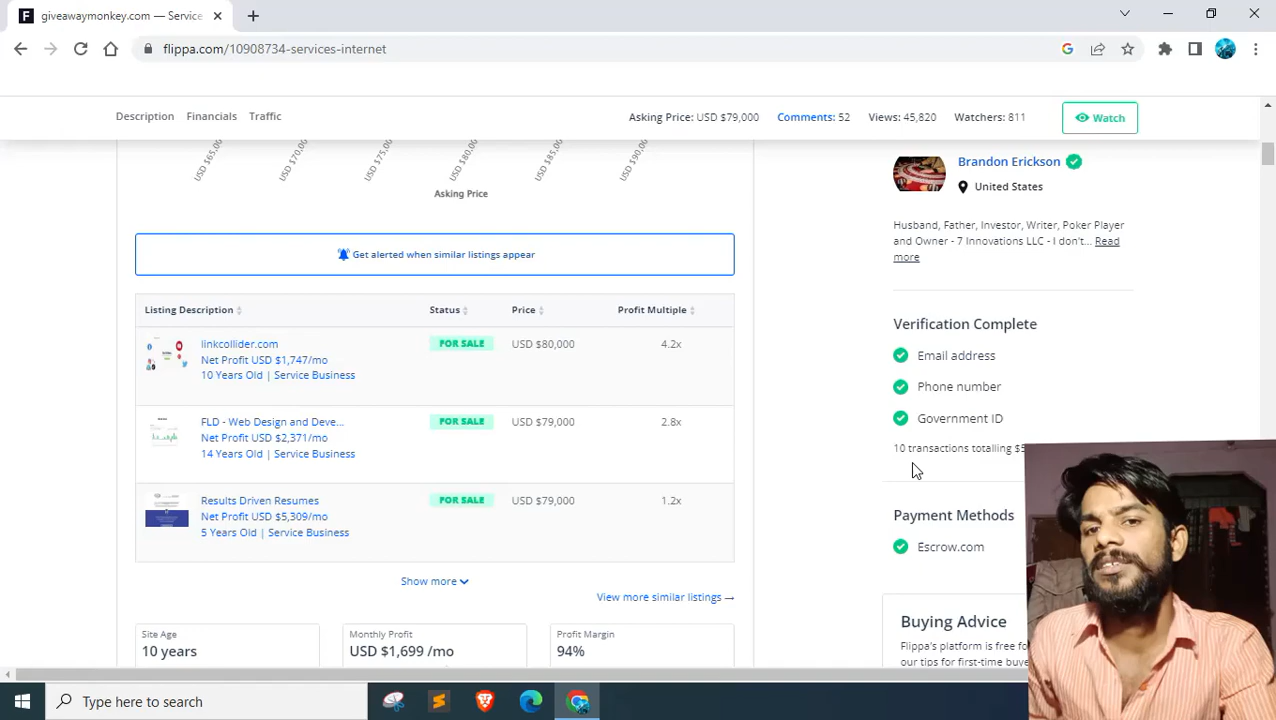 giveawaymonkey.com — Service
flippa.com/10908734-services-internet
Description Financials Traffic
Asking Price: USD $79,000 Comments: 52 Views: 45,820 Watchers: 811 Watch
USD $65,00 USD $70,00 USD $75,00 USD $80,00 USD $85,00 USD $90,00
Asking Price
Get alerted when similar listings appear
Listing Description Status Price Profit Multiple
linkcollider.com FOR SALE USD $80,000 4.2x
Net Profit USD $1,747/mo
10 Years Old | Service Business
FLD - Web Design and Deve... FOR SALE USD $79,000 2.8x
Net Profit USD $2,371/mo
14 Years Old | Service Business
Results Driven Resumes FOR SALE USD $79,000 1.2x
Net Profit USD $5,309/mo
5 Years Old | Service Business
Show more
View more similar listings →
Site Age Monthly Profit Profit Margin
10 years USD $1,699 /mo 94%
Brandon Erickson
United States
Husband, Father, Investor, Writer, Poker Player
and Owner - 7 Innovations LLC - I don't... Read
more
Verification Complete
Email address
Phone number
Government ID
10 transactions totalling
Payment Methods
Escrow.com
Buying Advice
Flippa's platform is free fo
our tips for first-time buye
Type here to search